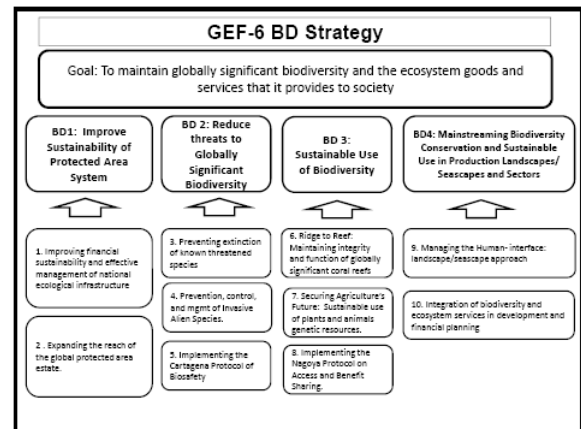 GEF-6 BD Strategy
Goal: To maintain globally significant biodiversity and the ecosystem goods and
services that it provides to society
BD1: Improve
Sustainability of
Protected Area
System
BD 2: Reduce
threats to
Globally
Significant
Biodiversity
BD 3:
Sustainable Use
of Biodiversity
BD4: Mainstreaming Biodiversity
Conservation and Sustainable
Use in Production Landscapes/
Seascapes and Sectors
1. Improving financial
sustainability and effective
management of national
ecological infrastructure
2 . Expanding the reach of
the global protected area
estate.
3. Preventing extinction
of known threatened
species
4. Prevention, control,
and mgmt of Invasive
Alien Species.
5. Implementing the
Cartagena Protocol of
Biosafety
6. Ridge to Reef:
Maintaining integrity
and function of globally
significant coral reefs
7. Securing Agriculture's
Future: Sustainable use
of plants and animals
genetic resources.
8. Implementing the
Nagoya Protocol on
Access and Benefit
Sharing.
9. Managing the Human- interface:
landscape/seascape approach
10. Integration of biodiversity and
ecosystem services in development and
financial planning